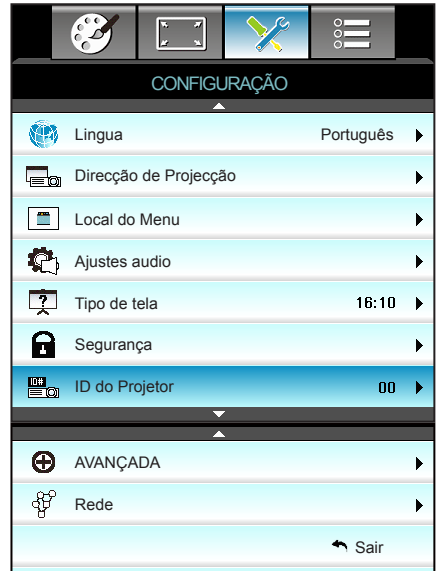 CONFIGURAÇÃO
Lingua Português
Direcção de Projecção
Local do Menu
Ajustes audio
? Tipo de tela 16:10
Segurança
ID# ID do Projetor 00
AVANÇADA
Rede
Sair